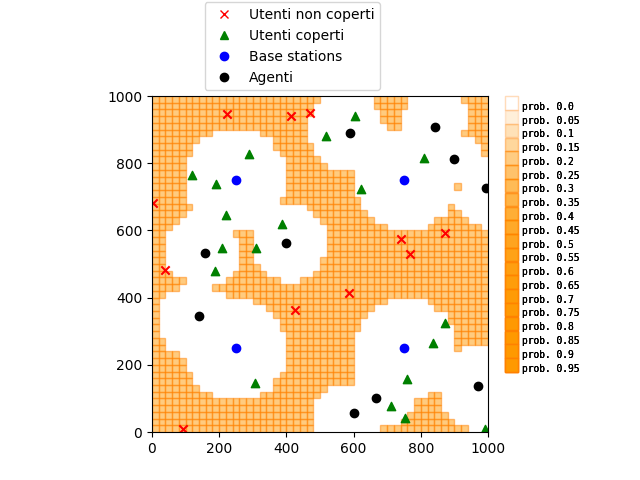 Utenti non coperti
Utenti coperti
Base stations
Agenti
1000
800
600
400
200
0
0
200
400
600
800
1000
prob. 0.0
prob. 0.05
prob. 0.1
prob. 0.15
prob. 0.2
prob. 0.25
prob. 0.3
prob. 0.35
prob. 0.4
prob. 0.45
prob. 0.5
prob. 0.55
prob. 0.6
prob. 0.65
prob. 0.7
prob. 0.75
prob. 0.8
prob. 0.85
prob. 0.9
prob. 0.95